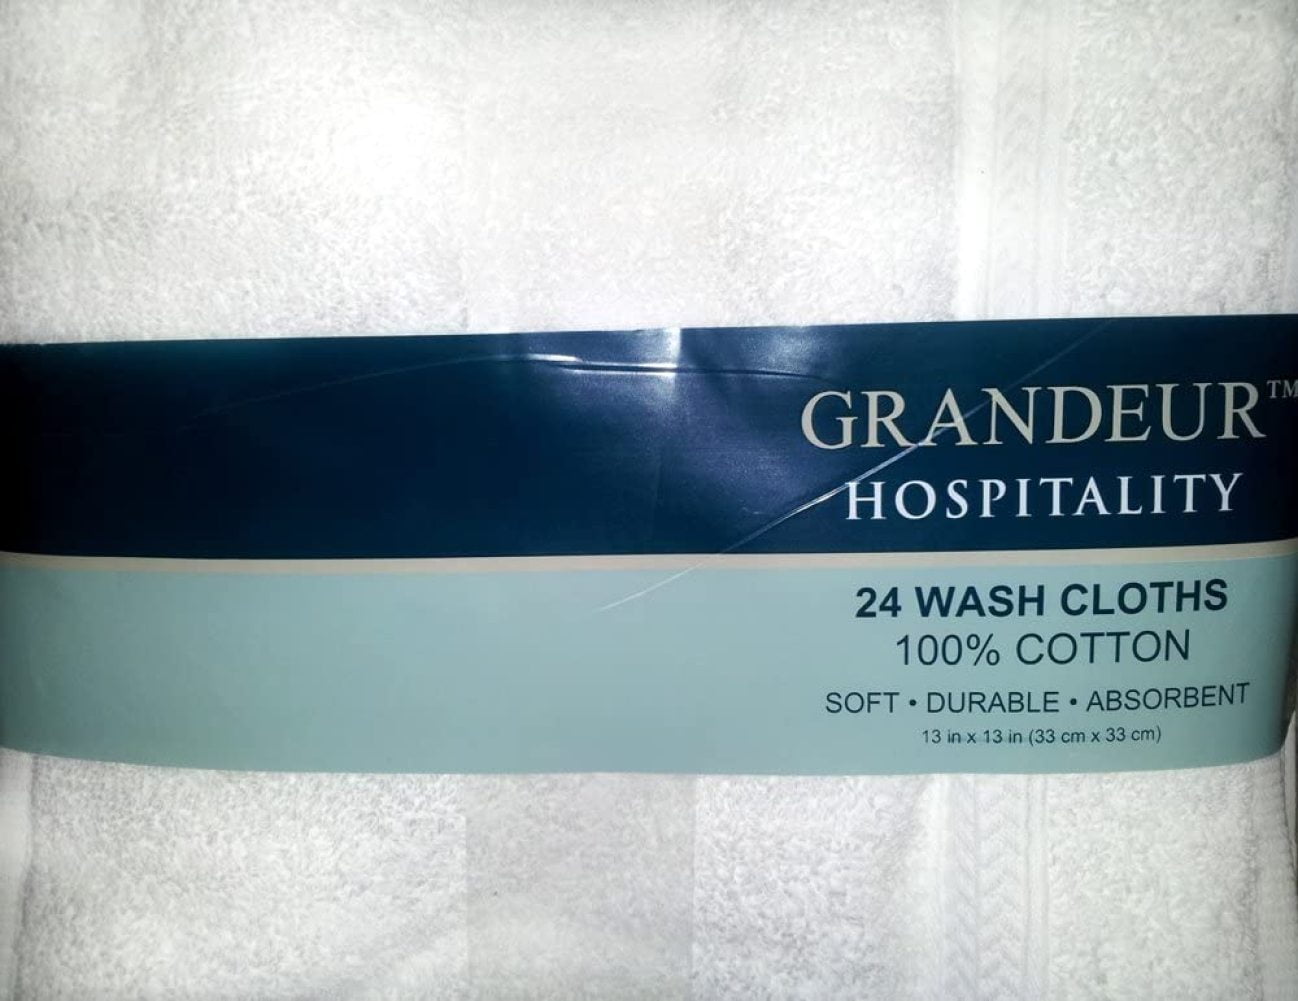 GRANDEUR™
HOSPITALITY
24 WASH CLOTHS
100% COTTON
SOFT • DURABLE • ABSORBENT
13 in x 13 in (33 cm x 33 cm)